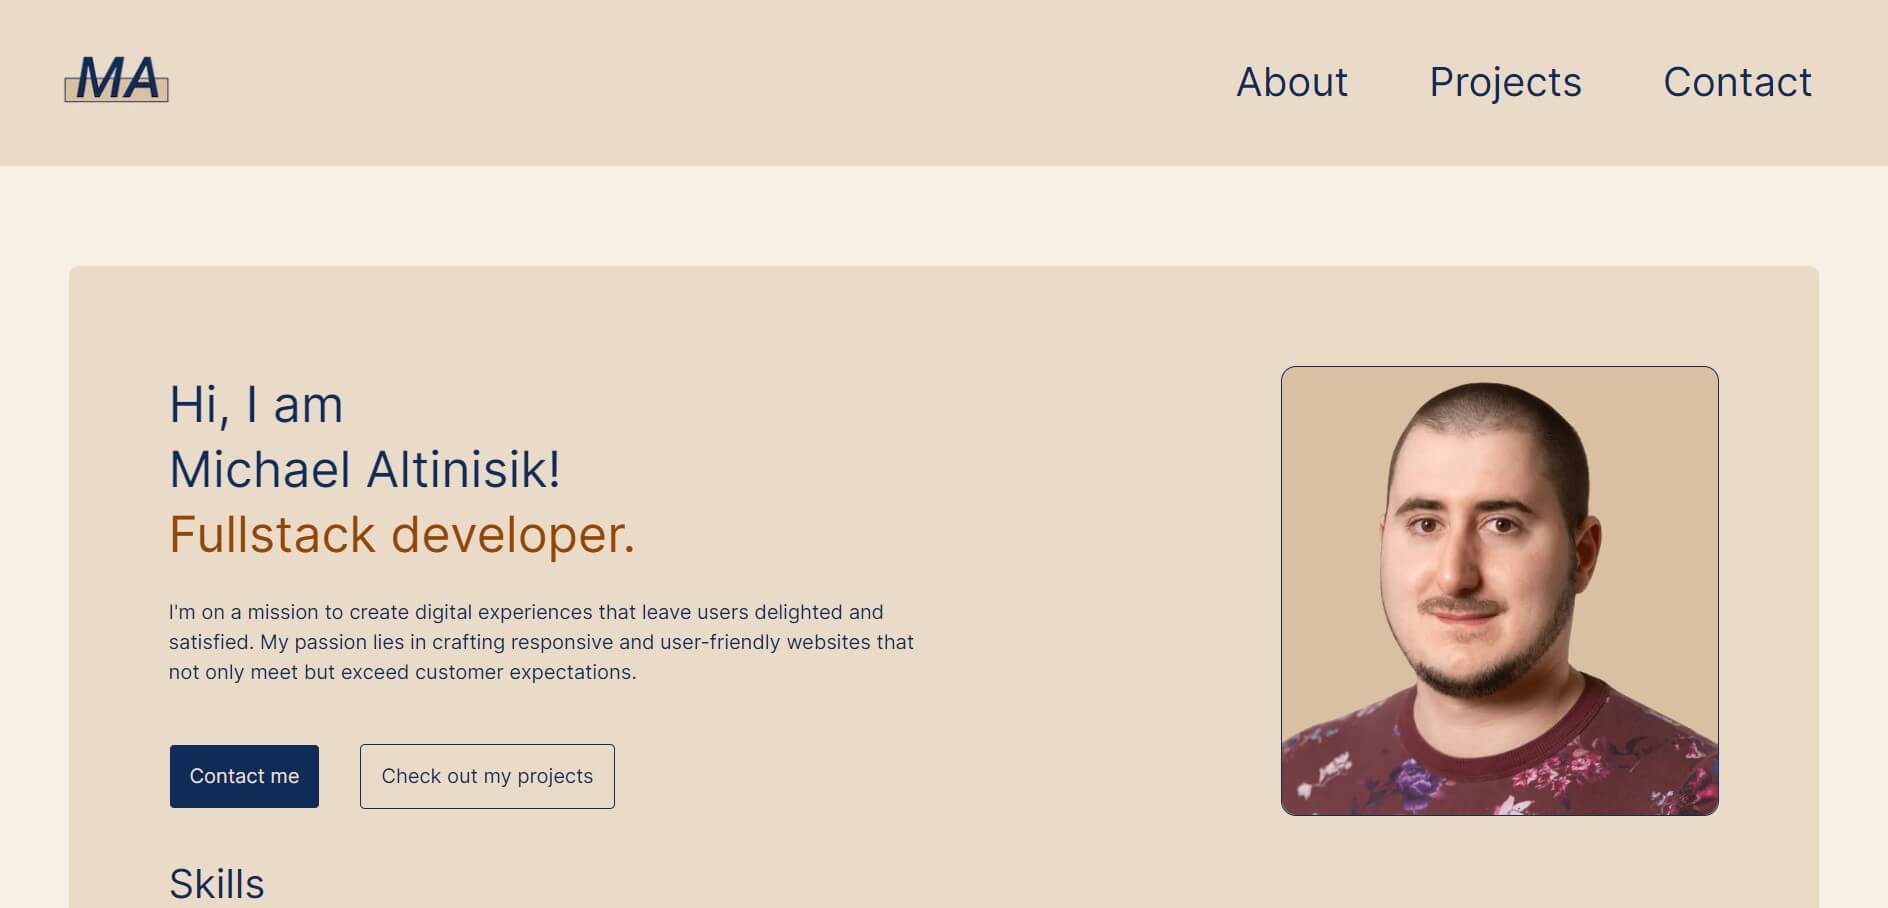 MA
About
Projects
Contact
Hi, I am
Michael Altinisik!
Fullstack developer.
I'm on a mission to create digital experiences that leave users delighted and
satisfied. My passion lies in crafting responsive and user-friendly websites that
not only meet but exceed customer expectations.
Contact me
Check out my projects
Skills